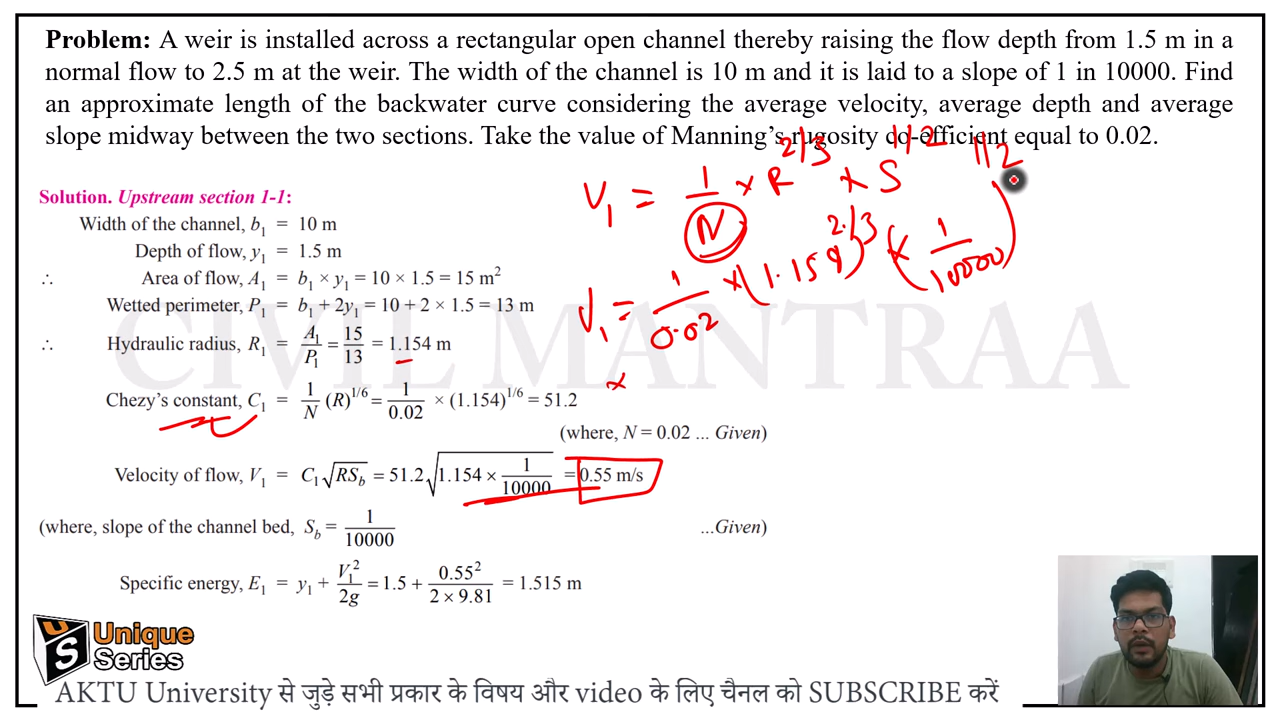 Problem: A weir is installed across a rectangular open channel thereby raising the flow depth from 1.5 m in a
normal flow to 2.5 m at the weir. The width of the channel is 10 m and it is laid to a slope of 1 in 10000. Find
an approximate length of the backwater curve considering the average velocity, average depth and average
slope midway between the two sections. Take the value of Manning's rugosity co-efficient equal to 0.02.
Solution. Upstream section 1-1:
Width of the channel, b₁ = 10 m
Depth of flow, y₁ = 1.5 m
∴ Area of flow, A₁ = b₁ × y₁ = 10 × 1.5 = 15 m²
Wetted perimeter, P₁ = b₁ + 2y₁ = 10 + 2 × 1.5 = 13 m
∴ Hydraulic radius, R₁ = A₁/P₁ = 15/13 = 1.154 m
Chezy's constant, C₁ = 1/N (R)^1/6 = 1/0.02 × (1.154)^1/6 = 51.2
(where, N = 0.02 ... Given)
Velocity of flow, V₁ = C₁√RS_b = 51.2√1.154 × 1/10000 = 0.55 m/s
(where, slope of the channel bed, S_b = 1/10000 ...Given)
Specific energy, E₁ = y₁ + V₁²/2g = 1.5 + 0.55²/2 × 9.81 = 1.515 m
V₁ = 1/N × R^2/3 × S^1/2
V₁ = 1/0.02 × (1.154)^2/3 × (1/10000)^1/2
×
CIVIL MANTRAA
US Unique
Series
AKTU University से जुड़े सभी प्रकार के विषय और video के लिए चैनल को SUBSCRIBE करें